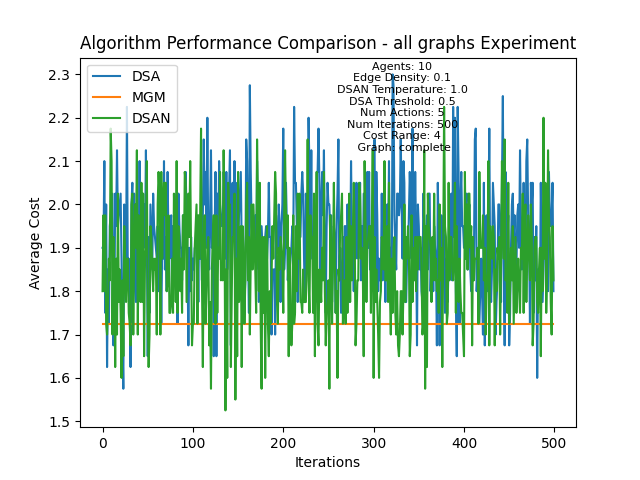 Algorithm Performance Comparison - all graphs Experiment
DSA
MGM
DSAN
Agents: 10
Edge Density: 0.1
DSAN Temperature: 1.0
DSA Threshold: 0.5
Num Actions: 5
Num Iterations: 500
Cost Range: 4
Graph: complete
Average Cost
2.3
2.2
2.1
2.0
1.9
1.8
1.7
1.6
1.5
0 100 200 300 400 500
Iterations